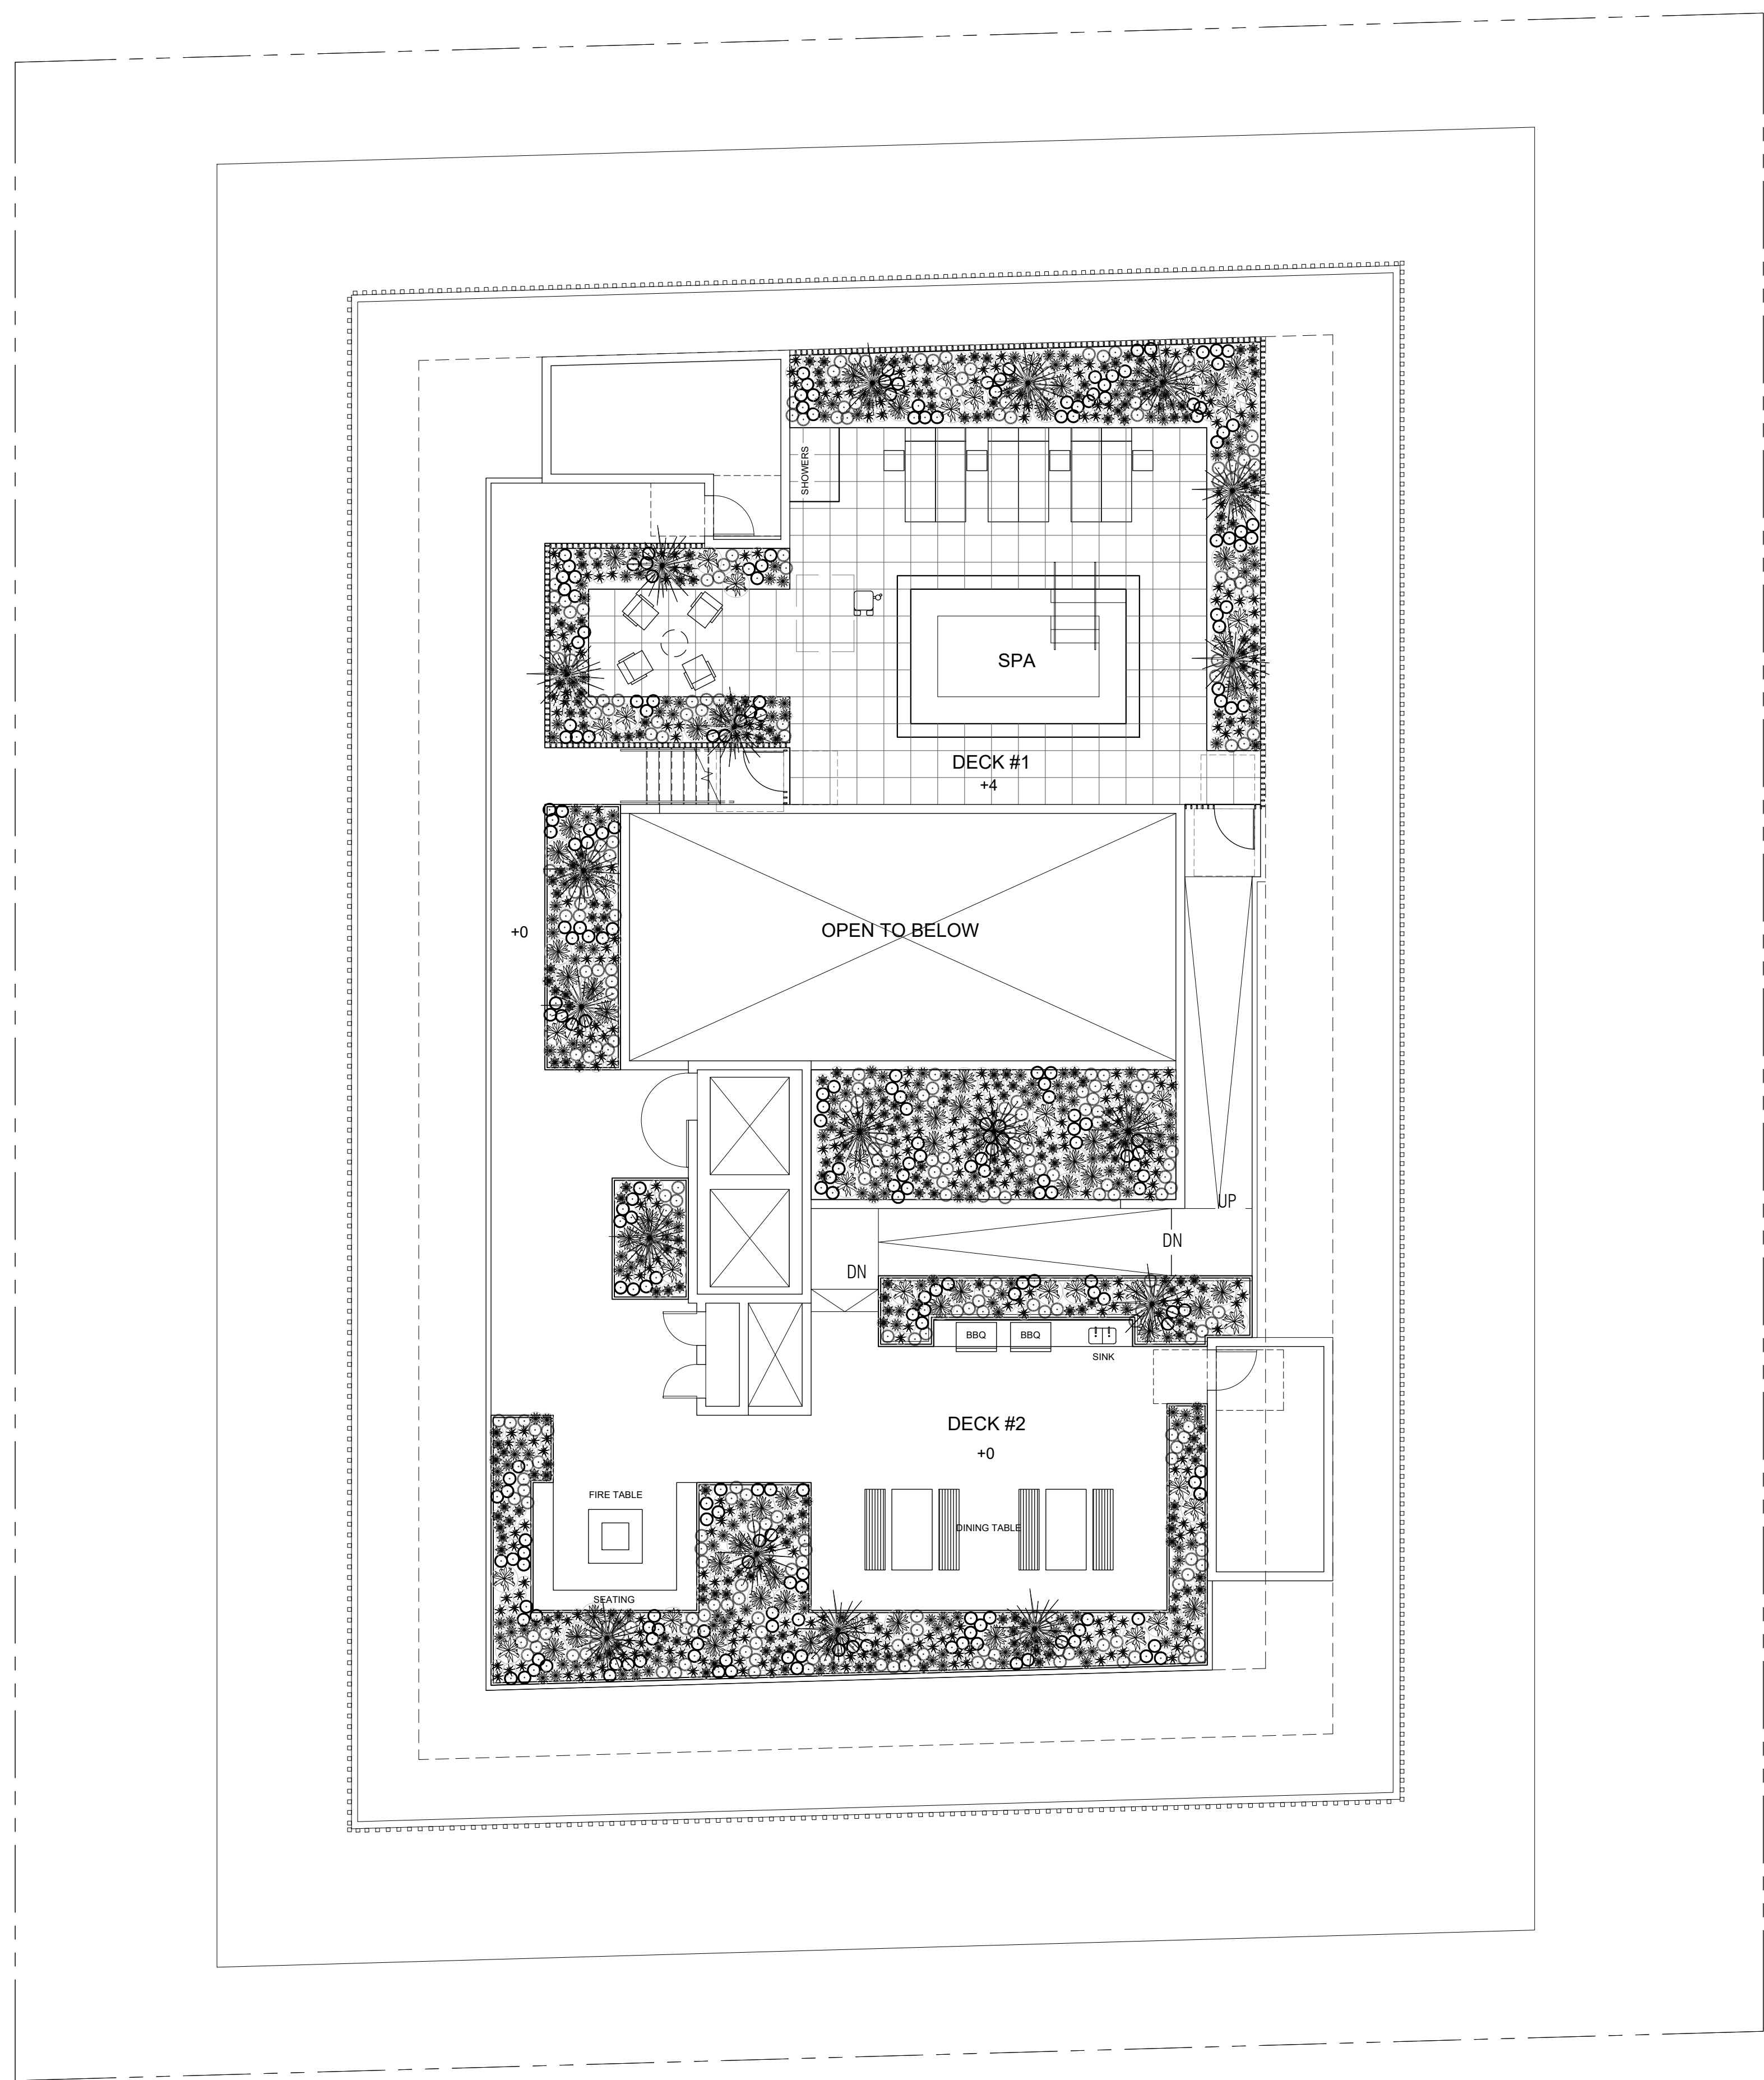 SHOWERS
SPA
DECK #1
+4
OPEN TO BELOW
+0
UP
DN
DN
BBQ
BBQ
SINK
DECK #2
+0
FIRE TABLE
DINING TABLE
SEATING